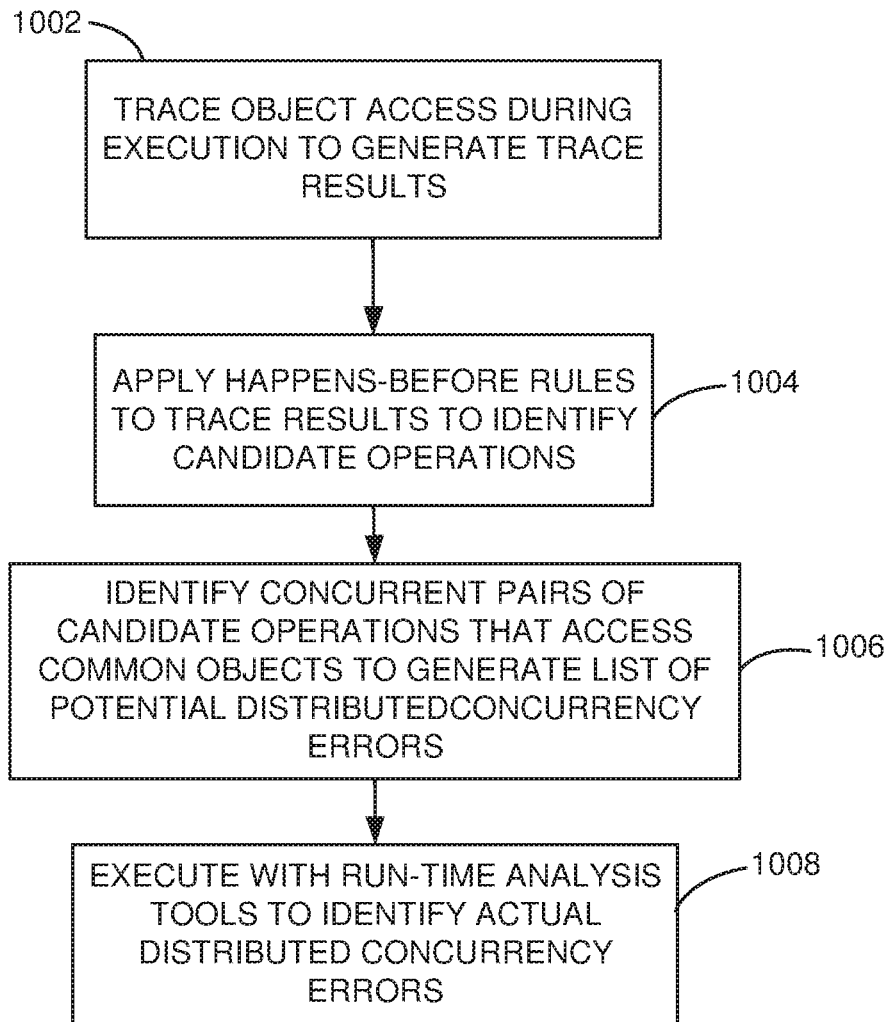 1002
TRACE OBJECT ACCESS DURING
EXECUTION TO GENERATE TRACE
RESULTS
APPLY HAPPENS-BEFORE RULES
TO TRACE RESULTS TO IDENTIFY
CANDIDATE OPERATIONS
1004
IDENTIFY CONCURRENT PAIRS OF
CANDIDATE OPERATIONS THAT ACCESS
COMMON OBJECTS TO GENERATE LIST OF
POTENTIAL DISTRIBUTEDCONCURRENCY
ERRORS
1006
EXECUTE WITH RUN-TIME ANALYSIS
TOOLS TO IDENTIFY ACTUAL
DISTRIBUTED CONCURRENCY
ERRORS
1008